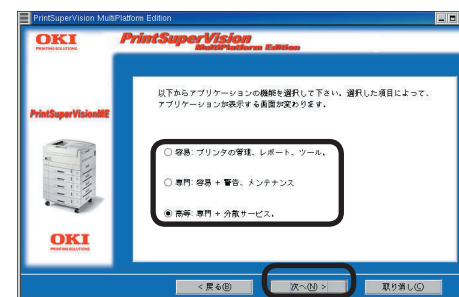 PrintSuperVision MultiPlatform Edition
OKI
PRINTING SOLUTIONS
PrintSuperVision
MultiPlatform Edition
以下からアプリケーションの機能を選択して下さい。選択した項目によって、
アプリケーションが表示する画面が変わります。
PrintSuperVisionME
容易: プリンタの管理、レポート、ツール。
専門: 容易 + 警告、メンテナンス
高等: 専門 + 分散サービス。
OKI
PRINTING SOLUTIONS
< 戻る(B)
次へ(N) >
取り消し(C)